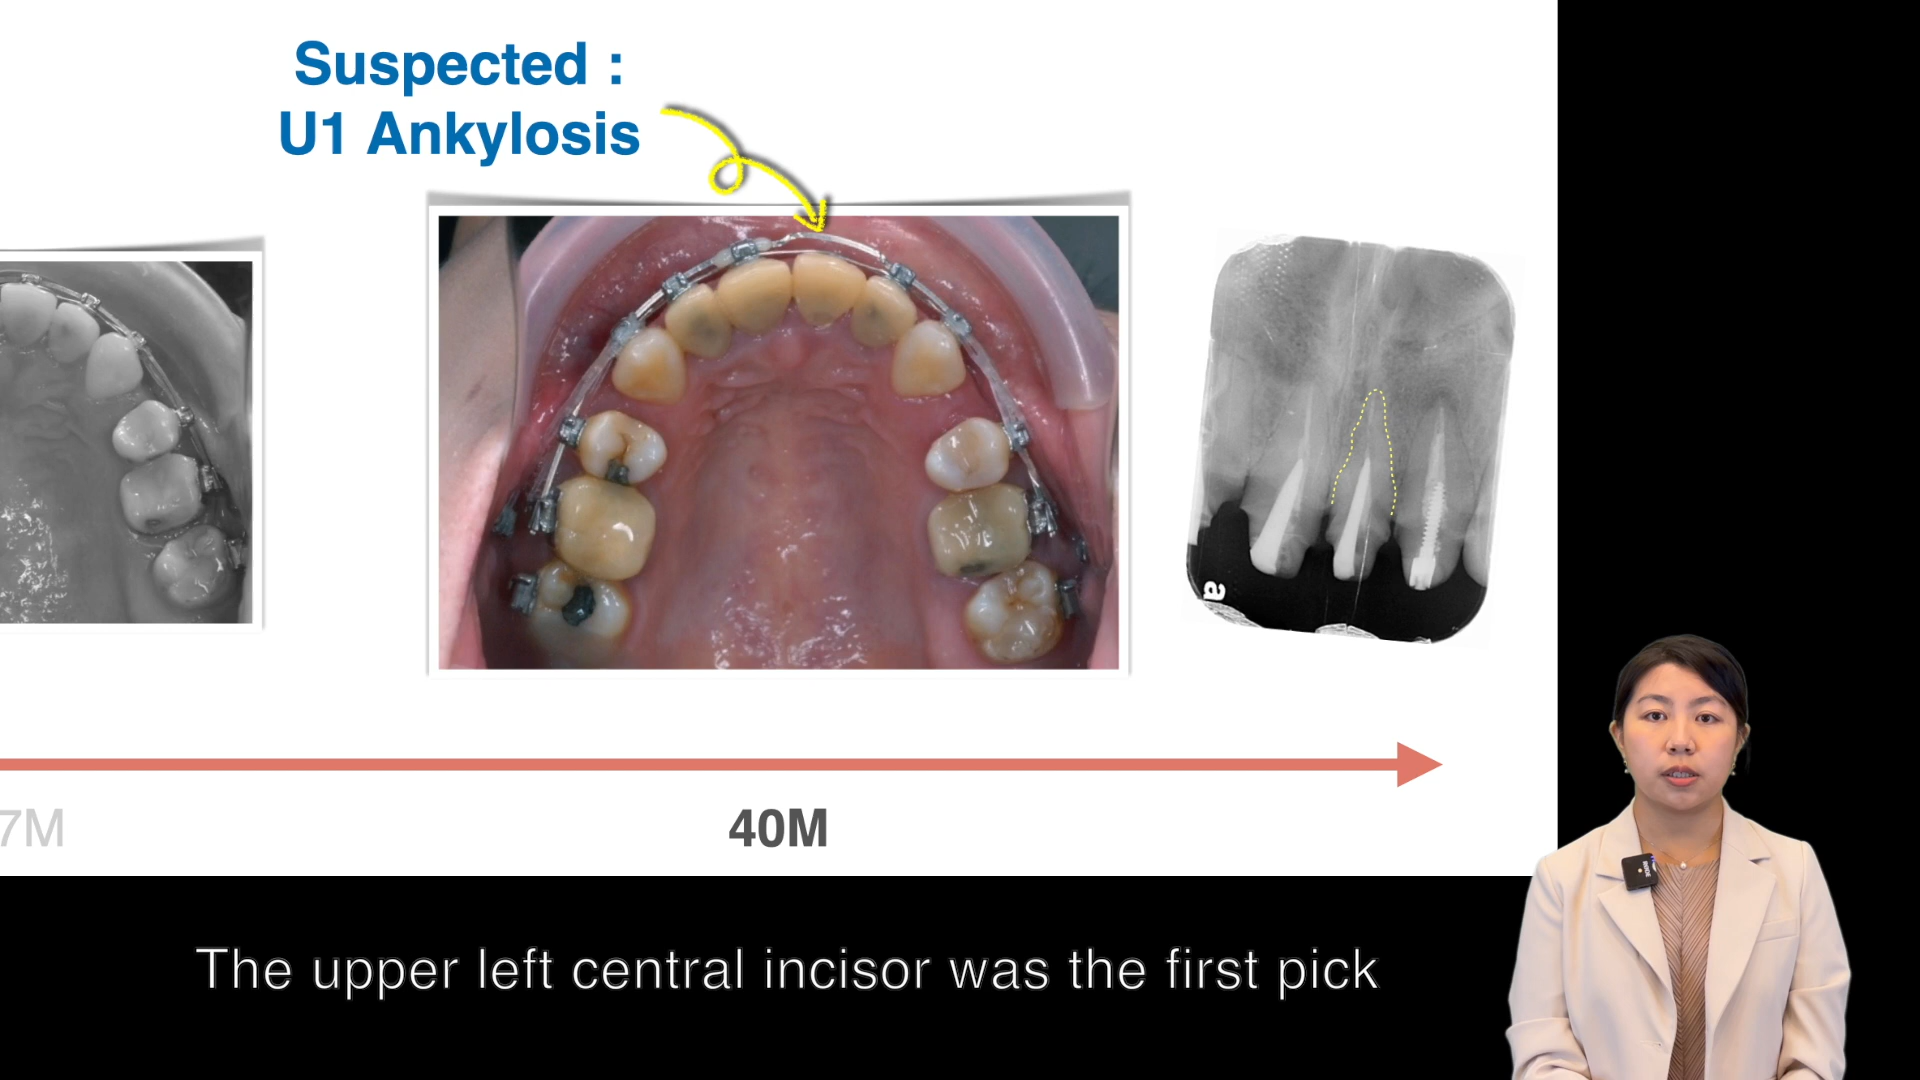 Suspected :
U1 Ankylosis
a
7M
40M
The upper left central incisor was the first pick